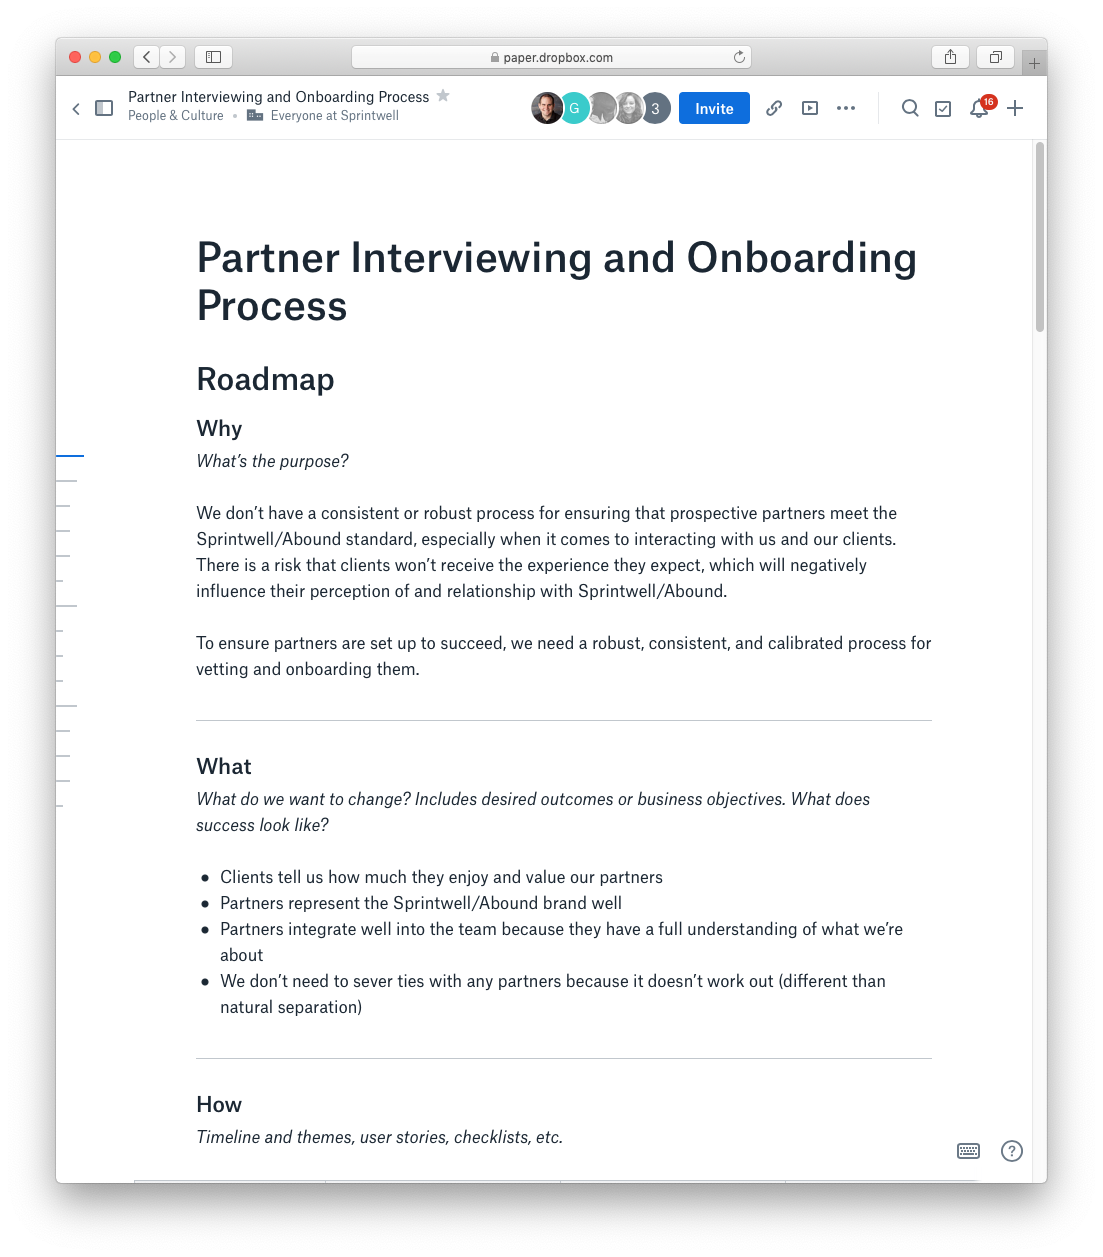 paper.dropbox.com
Partner Interviewing and Onboarding Process
People & Culture • Everyone at Sprintwell
G
3
Invite
16
Partner Interviewing and Onboarding
Process
Roadmap
Why
What’s the purpose?
We don’t have a consistent or robust process for ensuring that prospective partners meet the
Sprintwell/Abound standard, especially when it comes to interacting with us and our clients.
There is a risk that clients won’t receive the experience they expect, which will negatively
influence their perception of and relationship with Sprintwell/Abound.
To ensure partners are set up to succeed, we need a robust, consistent, and calibrated process for
vetting and onboarding them.
What
What do we want to change? Includes desired outcomes or business objectives. What does
success look like?
• Clients tell us how much they enjoy and value our partners
• Partners represent the Sprintwell/Abound brand well
• Partners integrate well into the team because they have a full understanding of what we’re
about
• We don’t need to sever ties with any partners because it doesn’t work out (different than
natural separation)
How
Timeline and themes, user stories, checklists, etc.
?